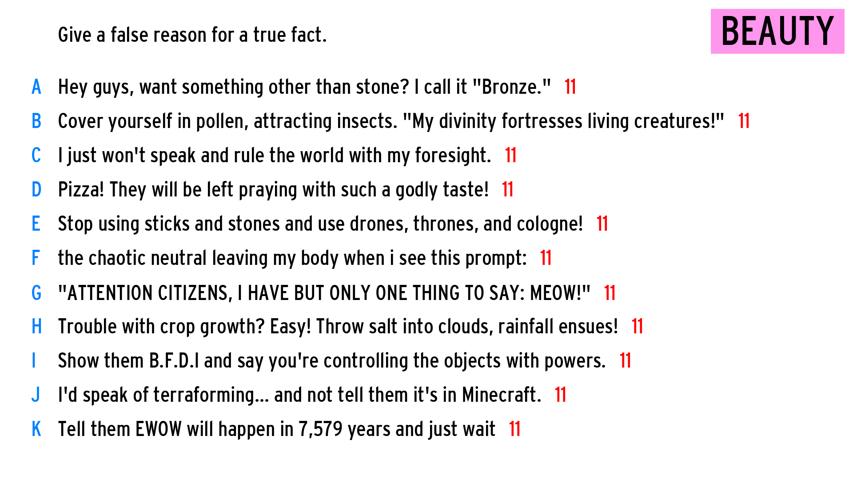 Give a false reason for a true fact.
BEAUTY
A Hey guys, want something other than stone? I call it "Bronze." 11
B Cover yourself in pollen, attracting insects. "My divinity fortresses living creatures!" 11
C I just won't speak and rule the world with my foresight. 11
D Pizza! They will be left praying with such a godly taste! 11
E Stop using sticks and stones and use drones, thrones, and cologne! 11
F the chaotic neutral leaving my body when i see this prompt: 11
G "ATTENTION CITIZENS, I HAVE BUT ONLY ONE THING TO SAY: MEOW!" 11
H Trouble with crop growth? Easy! Throw salt into clouds, rainfall ensues! 11
I Show them B.F.D.I and say you're controlling the objects with powers. 11
J I'd speak of terraforming... and not tell them it's in Minecraft. 11
K Tell them EWOW will happen in 7,579 years and just wait 11